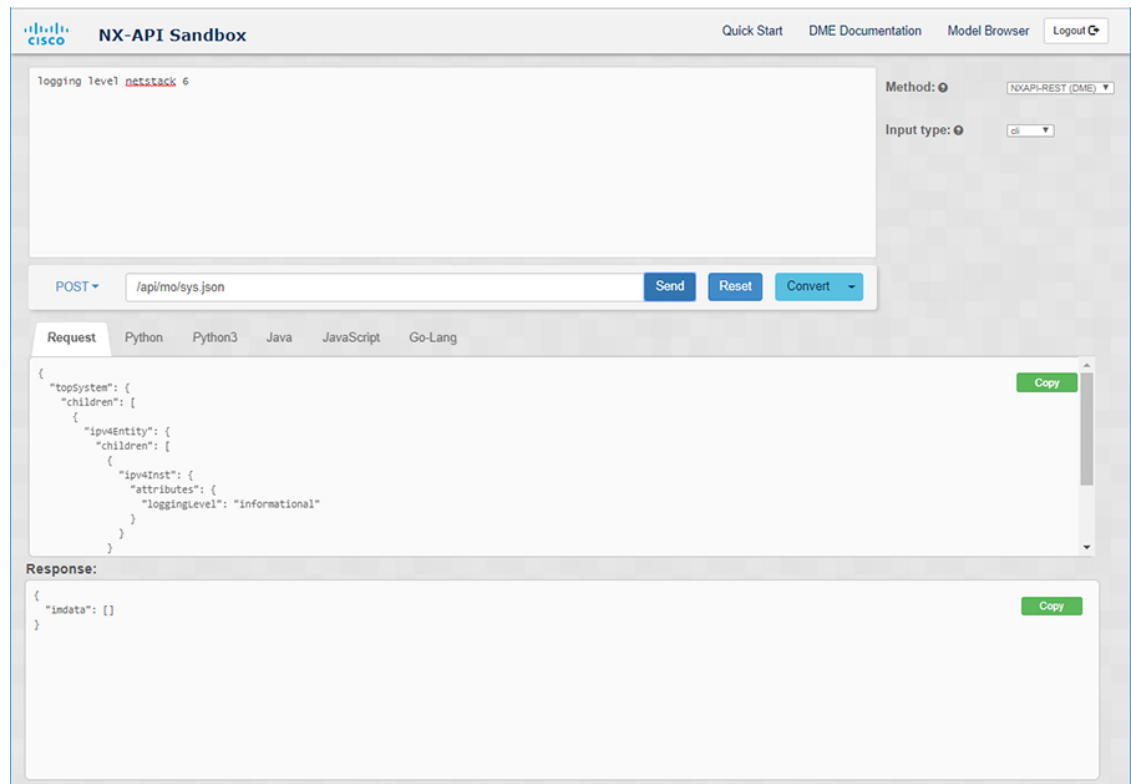 CISCO NX-API Sandbox Quick Start DME Documentation Model Browser Logout
logging level netstack 6
Method: NXAPI-REST (DME)
Input type: cli
POST /api/mo/sys.json Send Reset Convert
Request Python Python3 Java JavaScript Go-Lang
Copy
{
"topSystem": {
"children": [
{
"ipv4Entity": {
"children": [
{
"ipv4Inst": {
"attributes": {
"loggingLevel": "informational"
}
}
}
Response:
Copy
{
"imdata": []
}